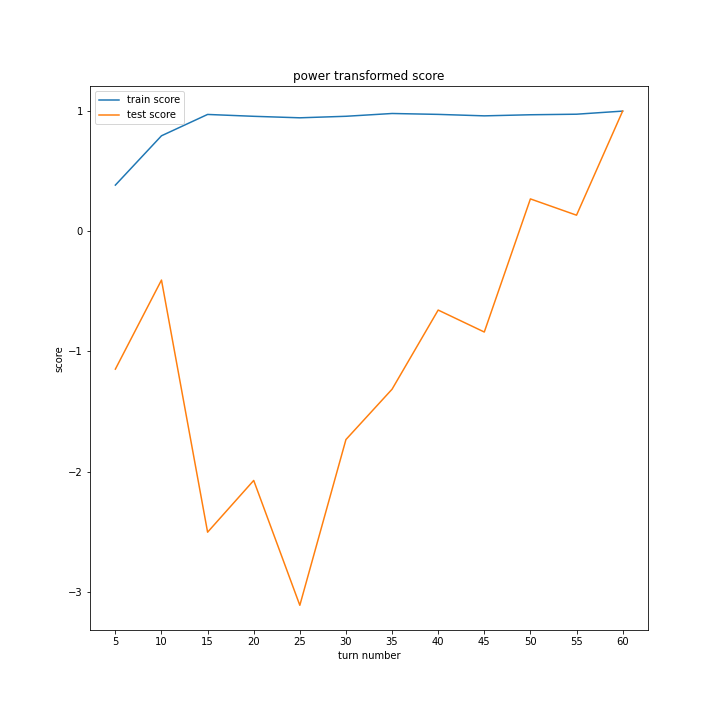 power transformed score
train score
test score
1
0
−1
−2
−3
score
5 10 15 20 25 30 35 40 45 50 55 60
turn number